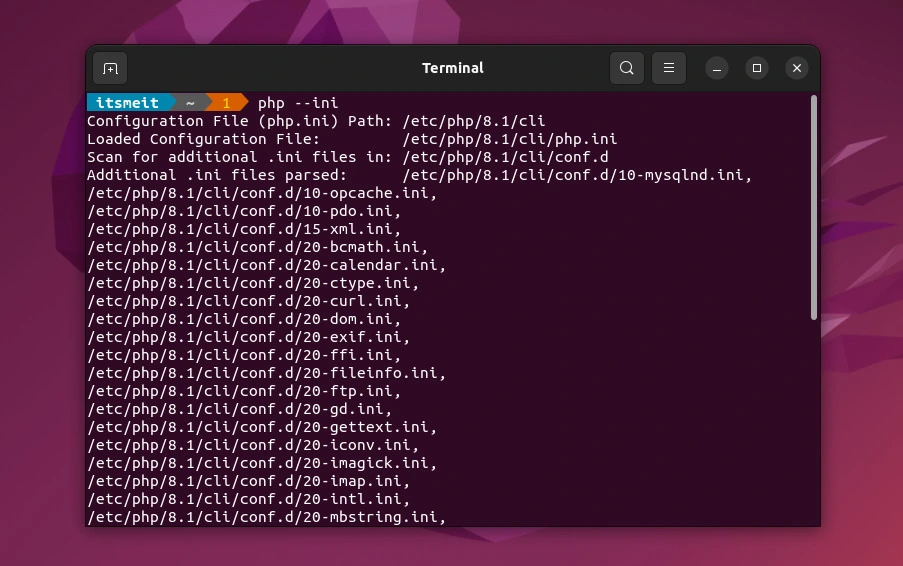 Terminal
itsmeit ~ 1 php --ini
Configuration File (php.ini) Path: /etc/php/8.1/cli
Loaded Configuration File:         /etc/php/8.1/cli/php.ini
Scan for additional .ini files in: /etc/php/8.1/cli/conf.d
Additional .ini files parsed:      /etc/php/8.1/cli/conf.d/10-mysqlnd.ini,
/etc/php/8.1/cli/conf.d/10-opcache.ini,
/etc/php/8.1/cli/conf.d/10-pdo.ini,
/etc/php/8.1/cli/conf.d/15-xml.ini,
/etc/php/8.1/cli/conf.d/20-bcmath.ini,
/etc/php/8.1/cli/conf.d/20-calendar.ini,
/etc/php/8.1/cli/conf.d/20-ctype.ini,
/etc/php/8.1/cli/conf.d/20-curl.ini,
/etc/php/8.1/cli/conf.d/20-dom.ini,
/etc/php/8.1/cli/conf.d/20-exif.ini,
/etc/php/8.1/cli/conf.d/20-ffi.ini,
/etc/php/8.1/cli/conf.d/20-fileinfo.ini,
/etc/php/8.1/cli/conf.d/20-ftp.ini,
/etc/php/8.1/cli/conf.d/20-gd.ini,
/etc/php/8.1/cli/conf.d/20-gettext.ini,
/etc/php/8.1/cli/conf.d/20-iconv.ini,
/etc/php/8.1/cli/conf.d/20-imagick.ini,
/etc/php/8.1/cli/conf.d/20-imap.ini,
/etc/php/8.1/cli/conf.d/20-intl.ini,
/etc/php/8.1/cli/conf.d/20-mbstring.ini,